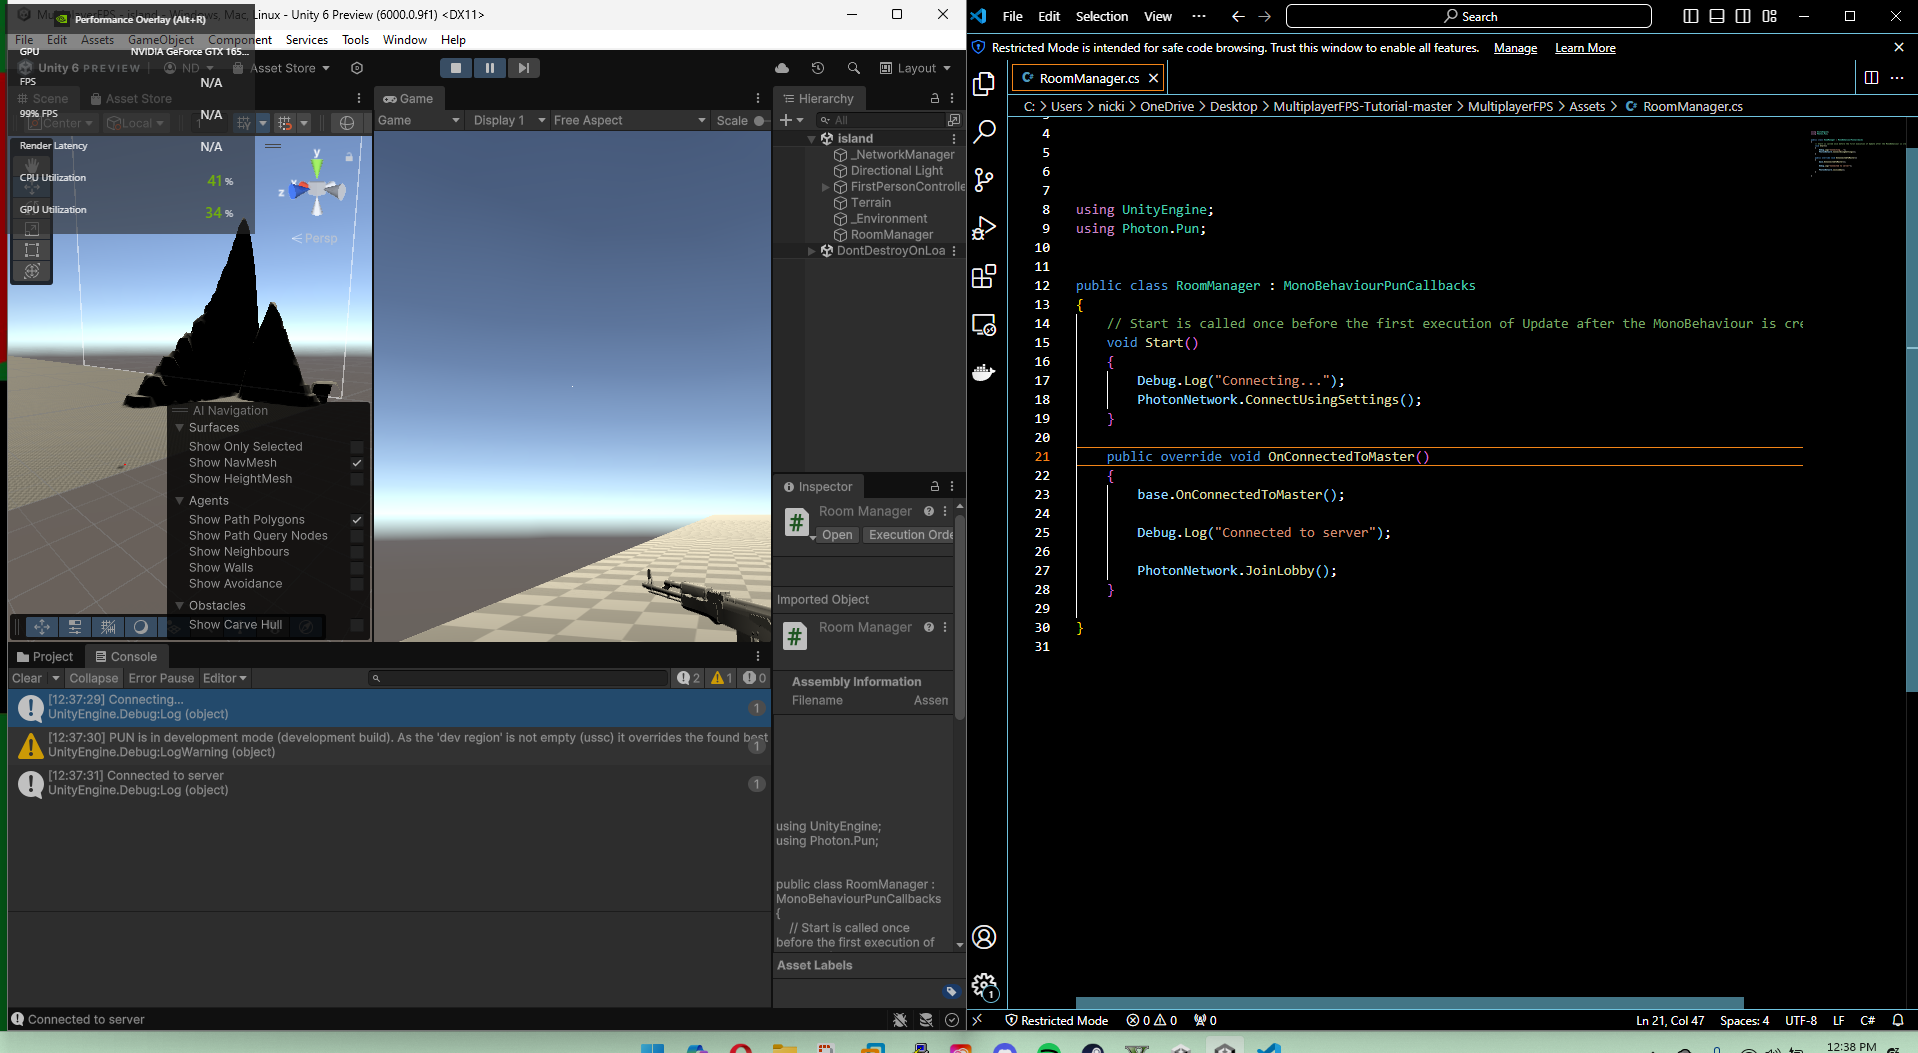 Performance Overlay (Alt+R)
island - Windows, Mac, Linux - Unity 6 Preview (6000.0.9f1) <DX11>
File Edit Assets GameObject Component Services Tools Window Help
GPU NVIDIA GeForce GTX 165...
Unity 6 PREVIEW ND Asset Store Layout
FPS N/A
Scene Asset Store
99% FPS N/A
Center Local 1
Render Latency N/A
CPU Utilization 41 %
GPU Utilization 34 %
y
z
Persp
AI Navigation
Surfaces
Show Only Selected
Show NavMesh
Show HeightMesh
Agents
Show Path Polygons
Show Path Query Nodes
Show Neighbours
Show Walls
Show Avoidance
Obstacles
Show Carve Hull
Game
Game Display 1 Free Aspect Scale
Hierarchy
All
island
_NetworkManager
Directional Light
FirstPersonControlle
Terrain
_Environment
RoomManager
DontDestroyOnLoa
Inspector
Room Manager
Open Execution Orde
Imported Object
Room Manager
Assembly Information
Filename Assen
using UnityEngine;
using Photon.Pun;
public class RoomManager :
MonoBehaviourPunCallbacks
{
// Start is called once
before the first execution of
Asset Labels
Project Console
Clear Collapse Error Pause Editor 2 1 0
[12:37:29] Connecting...
UnityEngine.Debug:Log (object)
1
[12:37:30] PUN is in development mode (development build). As the 'dev region' is not empty (ussc) it overrides the found best
UnityEngine.Debug:LogWarning (object)
1
[12:37:31] Connected to server
UnityEngine.Debug:Log (object)
1
Connected to server
File Edit Selection View ··· Search
Restricted Mode is intended for safe code browsing. Trust this window to enable all features. Manage Learn More
RoomManager.cs
C: > Users > nicki > OneDrive > Desktop > MultiplayerFPS-Tutorial-master > MultiplayerFPS > Assets > RoomManager.cs
4
5
6
7
8 using UnityEngine;
9 using Photon.Pun;
10
11
12 public class RoomManager : MonoBehaviourPunCallbacks
13 {
14 // Start is called once before the first execution of Update after the MonoBehaviour is cre
15 void Start()
16 {
17 Debug.Log("Connecting...");
18 PhotonNetwork.ConnectUsingSettings();
19 }
20
21 public override void OnConnectedToMaster()
22 {
23 base.OnConnectedToMaster();
24
25 Debug.Log("Connected to server");
26
27 PhotonNetwork.JoinLobby();
28 }
29
30 }
31
1
Restricted Mode 0 0 0 Ln 21, Col 47 Spaces: 4 UTF-8 LF C#
12:38 PM